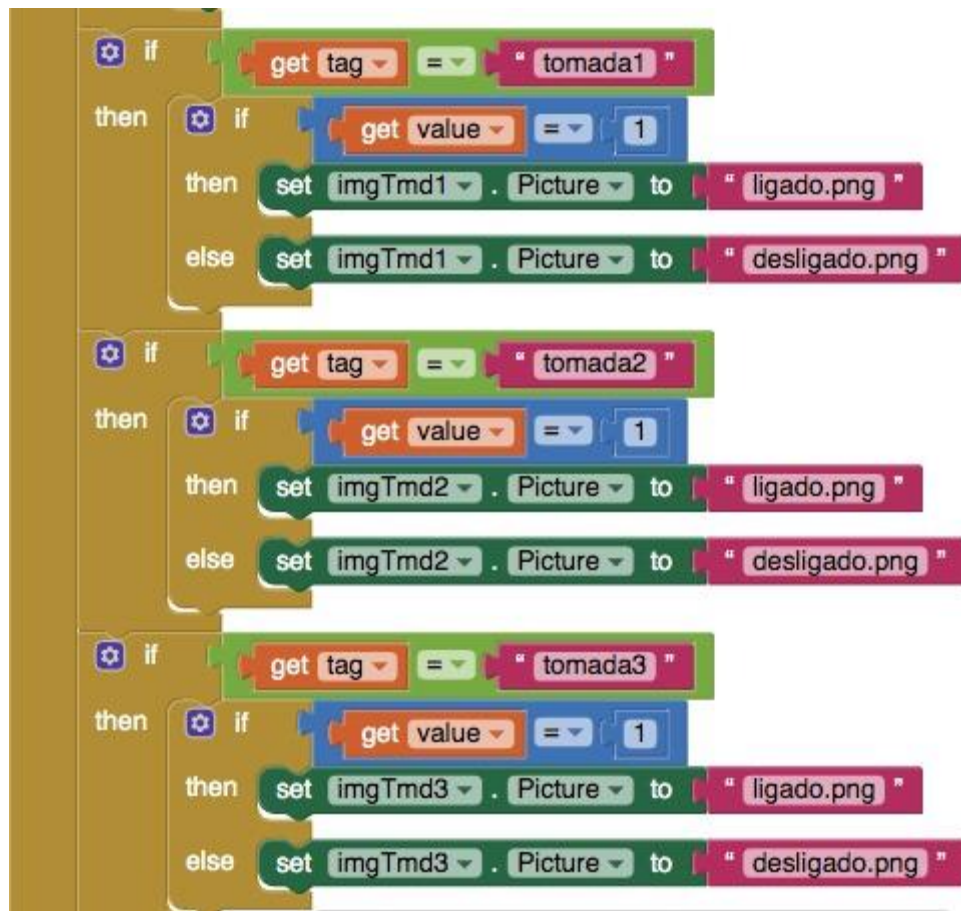 if get tag = " tomada1 "
then if get value = 1
then set imgTmd1 . Picture to " ligado.png "
else set imgTmd1 . Picture to " desligado.png "
if get tag = " tomada2 "
then if get value = 1
then set imgTmd2 . Picture to " ligado.png "
else set imgTmd2 . Picture to " desligado.png "
if get tag = " tomada3 "
then if get value = 1
then set imgTmd3 . Picture to " ligado.png "
else set imgTmd3 . Picture to " desligado.png "